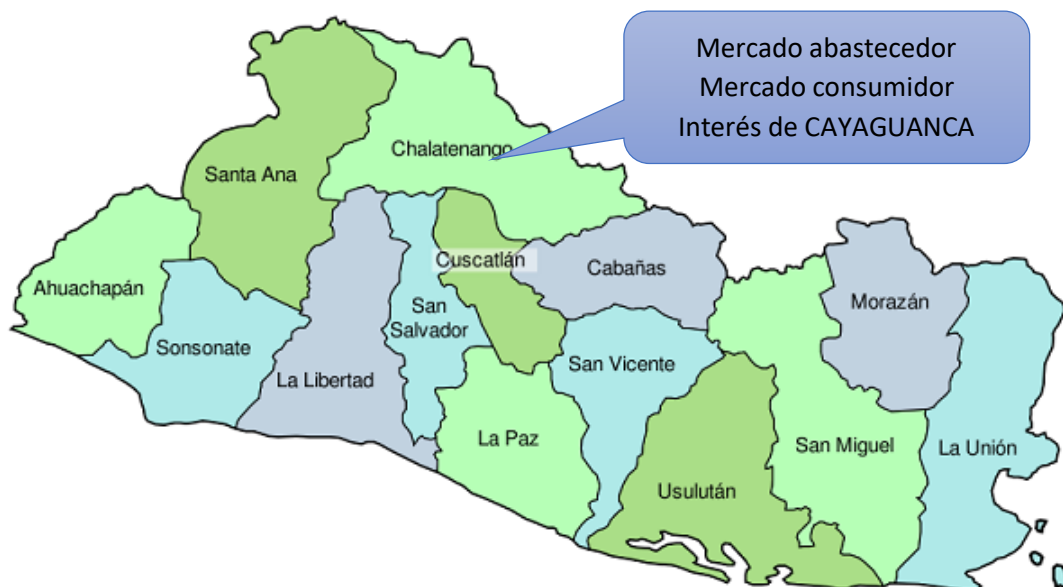 Mercado abastecedor
Mercado consumidor
Interés de CAYAGUANCA
Chalatenango
Santa Ana
Cuscatlán
Cabañas
Ahuachapán
Morazán
San
Salvador
Sonsonate
San Vicente
La Libertad
La Paz
San Miguel
La Unión
Usulután